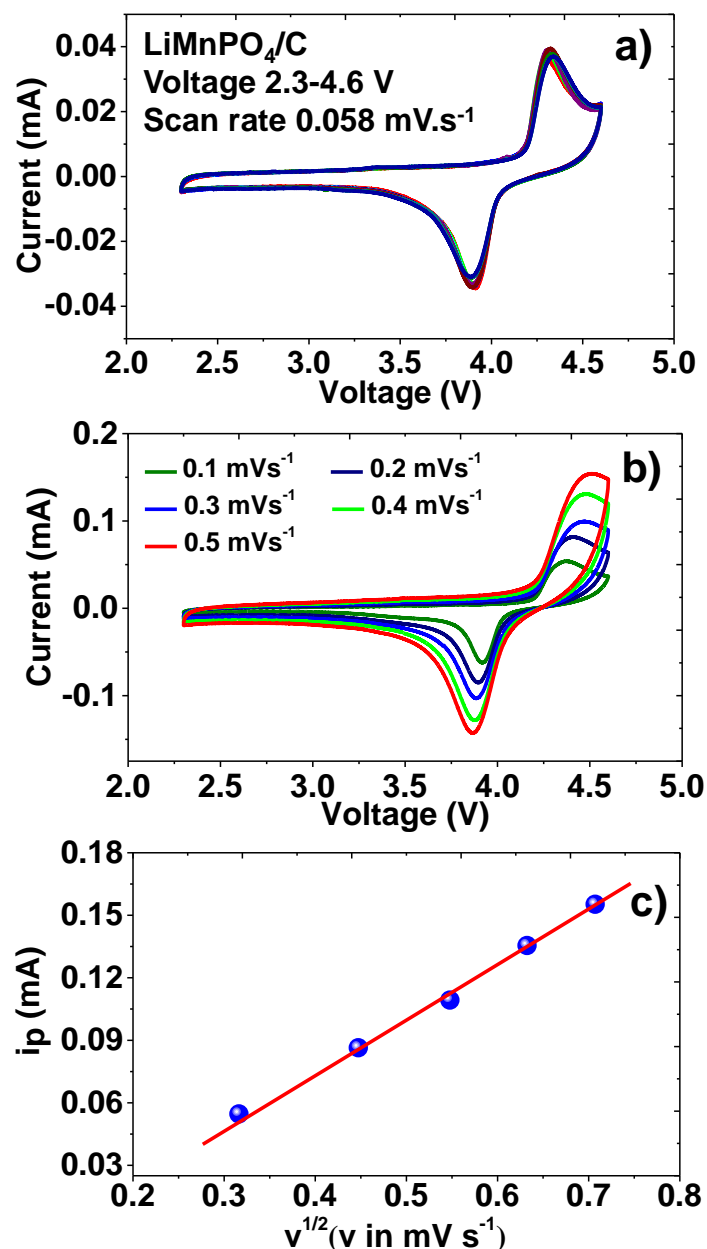 LiMnPO4/C
a)
Voltage 2.3-4.6 V
Scan rate 0.058 mV.s-1
0.04
0.02
0.00
-0.02
-0.04
Current (mA)
2.0 2.5 3.0 3.5 4.0 4.5 5.0
Voltage (V)
b)
0.1 mVs-1 0.2 mVs-1
0.3 mVs-1 0.4 mVs-1
0.5 mVs-1
0.2
0.1
0.0
-0.1
Current (mA)
2.0 2.5 3.0 3.5 4.0 4.5 5.0
Voltage (V)
c)
0.18
0.15
0.12
0.09
0.06
0.03
ip (mA)
0.2 0.3 0.4 0.5 0.6 0.7 0.8
v1/2(v in mV s-1)